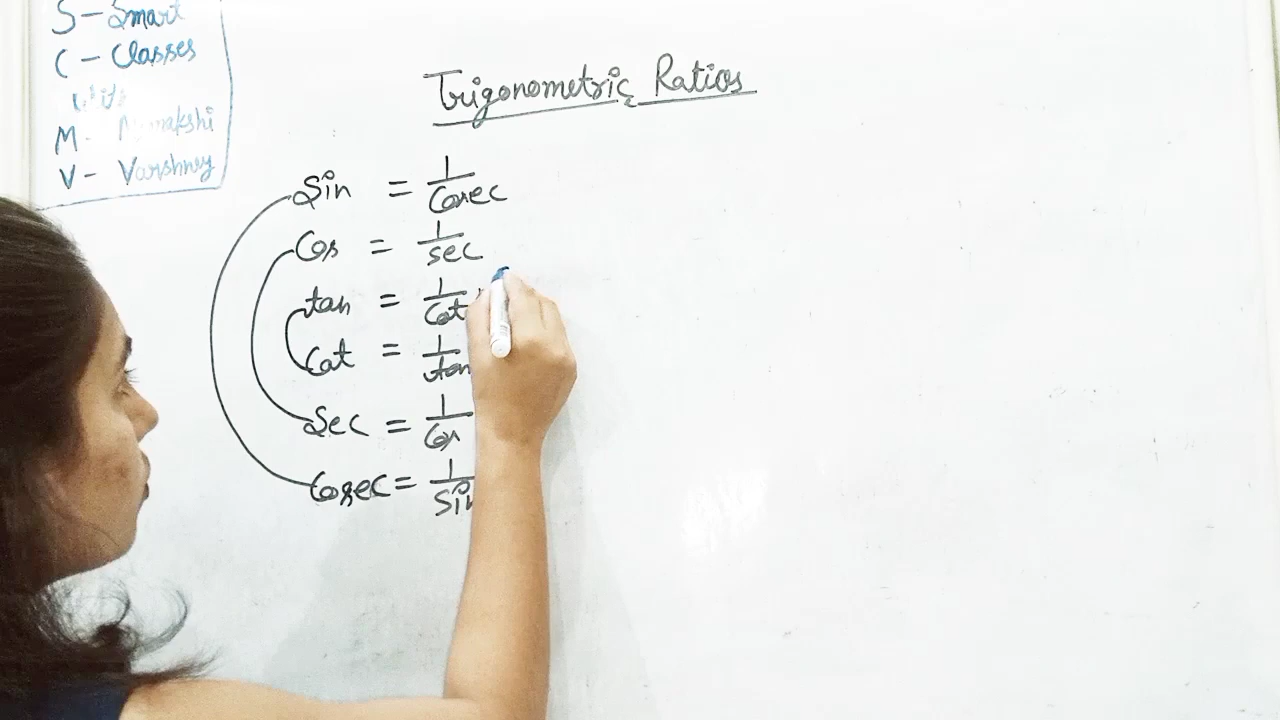 S - Smart
C - Classes
with
M -
V - Varshney
Trigonometric Ratios
Sin = 1/Cosec
Cos = 1/sec
tan = 1/Cot
Cot = 1/tan
Sec = 1/Cos
Cosec = 1/Sin